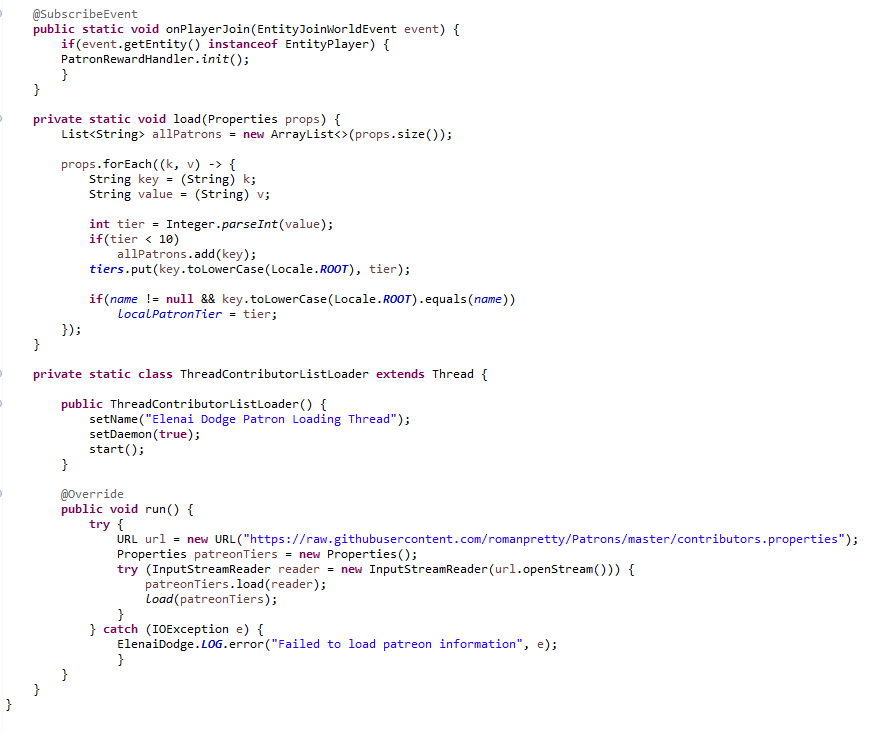 @SubscribeEvent
public static void onPlayerJoin(EntityJoinWorldEvent event) {
if(event.getEntity() instanceof EntityPlayer) {
PatronRewardHandler.init();
}
}
private static void load(Properties props) {
List<String> allPatrons = new ArrayList<>(props.size());
props.forEach((k, v) -> {
String key = (String) k;
String value = (String) v;
int tier = Integer.parseInt(value);
if(tier < 10)
allPatrons.add(key);
tiers.put(key.toLowerCase(Locale.ROOT), tier);
if(name != null && key.toLowerCase(Locale.ROOT).equals(name))
localPatronTier = tier;
});
}
private static class ThreadContributorListLoader extends Thread {
public ThreadContributorListLoader() {
setName("Elenai Dodge Patron Loading Thread");
setDaemon(true);
start();
}
@Override
public void run() {
try {
URL url = new URL("https://raw.githubusercontent.com/romanpretty/Patrons/master/contributors.properties");
Properties patreonTiers = new Properties();
try (InputStreamReader reader = new InputStreamReader(url.openStream())) {
patreonTiers.load(reader);
load(patreonTiers);
}
} catch (IOException e) {
ElenaiDodge.LOG.error("Failed to load patreon information", e);
}
}
}
}